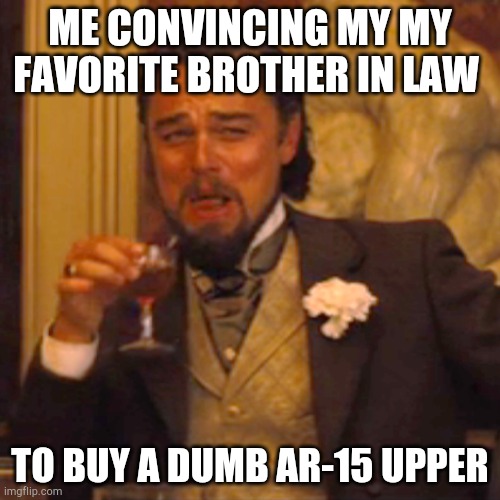 ME CONVINCING MY MY
FAVORITE BROTHER IN LAW
TO BUY A DUMB AR-15 UPPER
imgflip.com